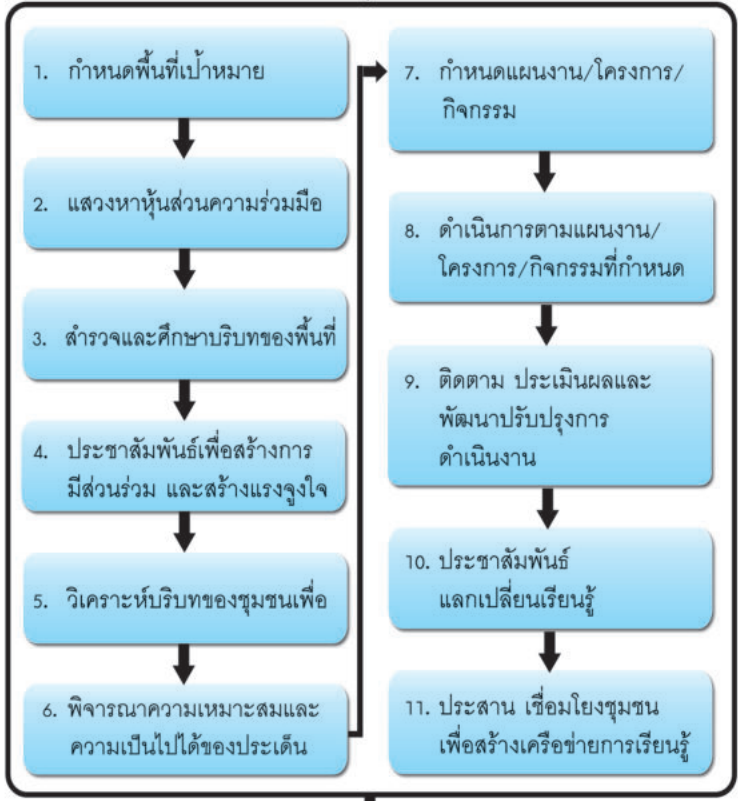 1. กำหนดพื้นที่เป้าหมาย
2. แสวงหาหุ้นส่วนความร่วมมือ
3. สำรวจและศึกษาบริบทของพื้นที่
4. ประชาสัมพันธ์เพื่อสร้างการ
มีส่วนร่วม และสร้างแรงจูงใจ
5. วิเคราะห์บริบทของชุมชนเพื่อ
6. พิจารณาความเหมาะสมและ
ความเป็นไปได้ของประเด็น
7. กำหนดแผนงาน/โครงการ/
กิจกรรม
8. ดำเนินการตามแผนงาน/
โครงการ/กิจกรรมที่กำหนด
9. ติดตาม ประเมินผลและ
พัฒนาปรับปรุงการ
ดำเนินงาน
10. ประชาสัมพันธ์
แลกเปลี่ยนเรียนรู้
11. ประสาน เชื่อมโยงชุมชน
เพื่อสร้างเครือข่ายการเรียนรู้